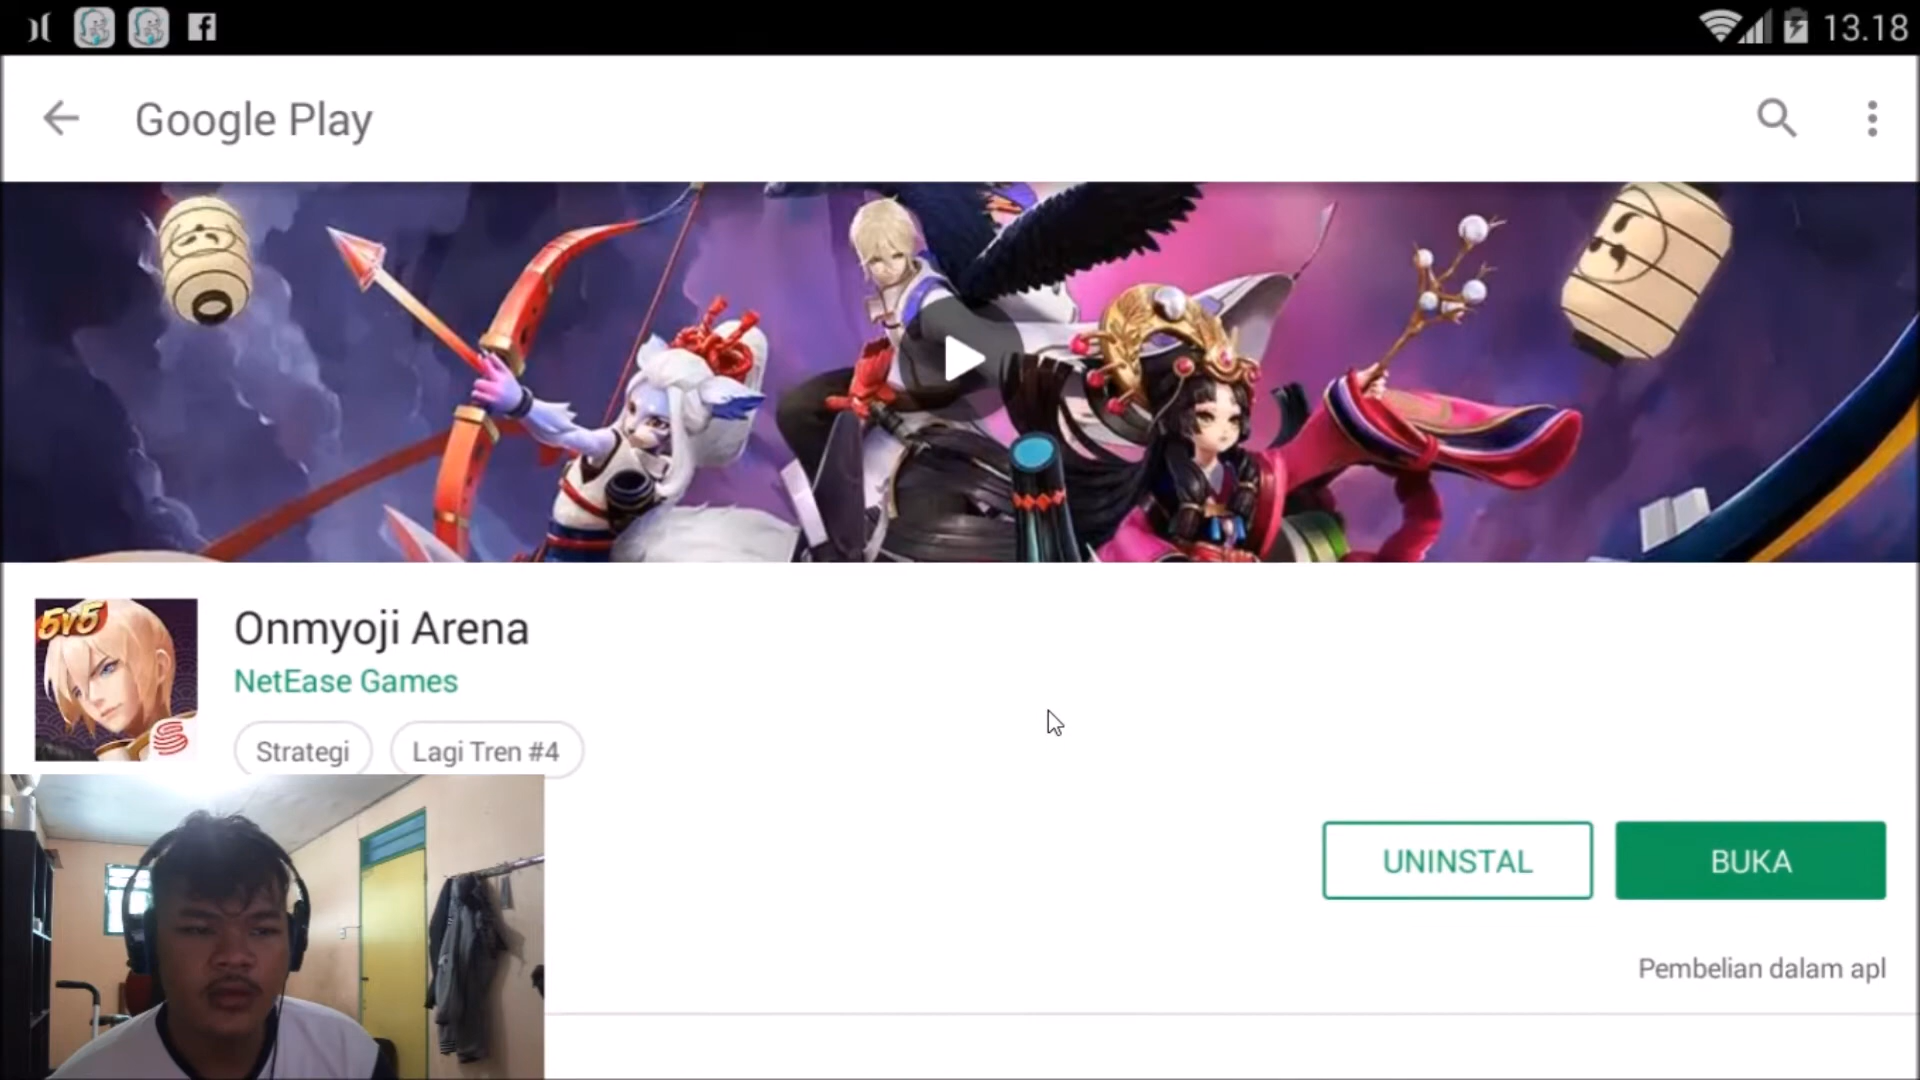 13.18
Google Play
5v5
Onmyoji Arena
NetEase Games
Strategi
Lagi Tren #4
UNINSTAL
BUKA
Pembelian dalam apl